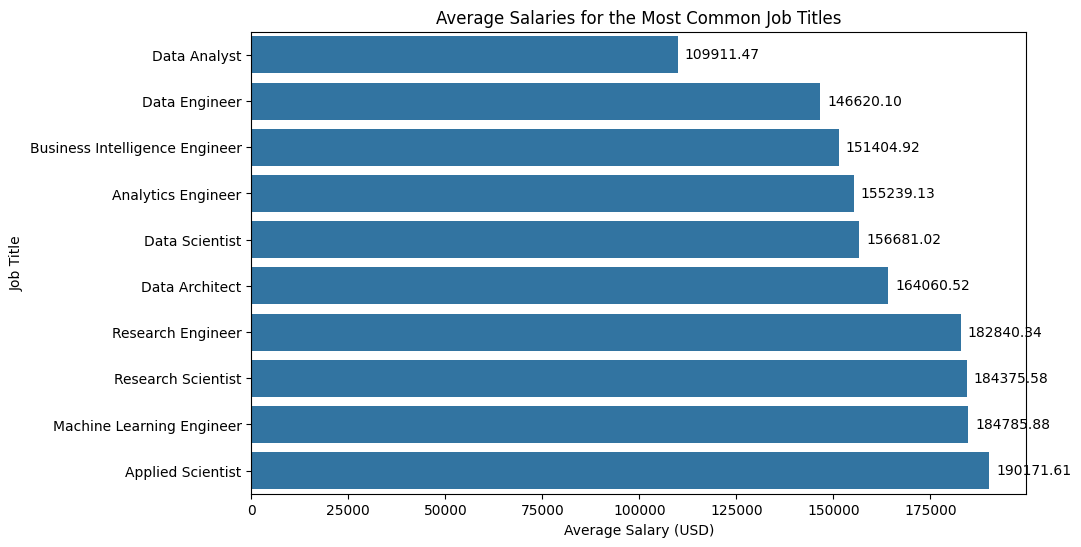 Average Salaries for the Most Common Job Titles
Data Analyst 109911.47
Data Engineer 146620.10
Business Intelligence Engineer 151404.92
Analytics Engineer 155239.13
Data Scientist 156681.02
Data Architect 164060.52
Research Engineer 182840.34
Research Scientist 184375.58
Machine Learning Engineer 184785.88
Applied Scientist 190171.61
Job Title
0 25000 50000 75000 100000 125000 150000 175000
Average Salary (USD)